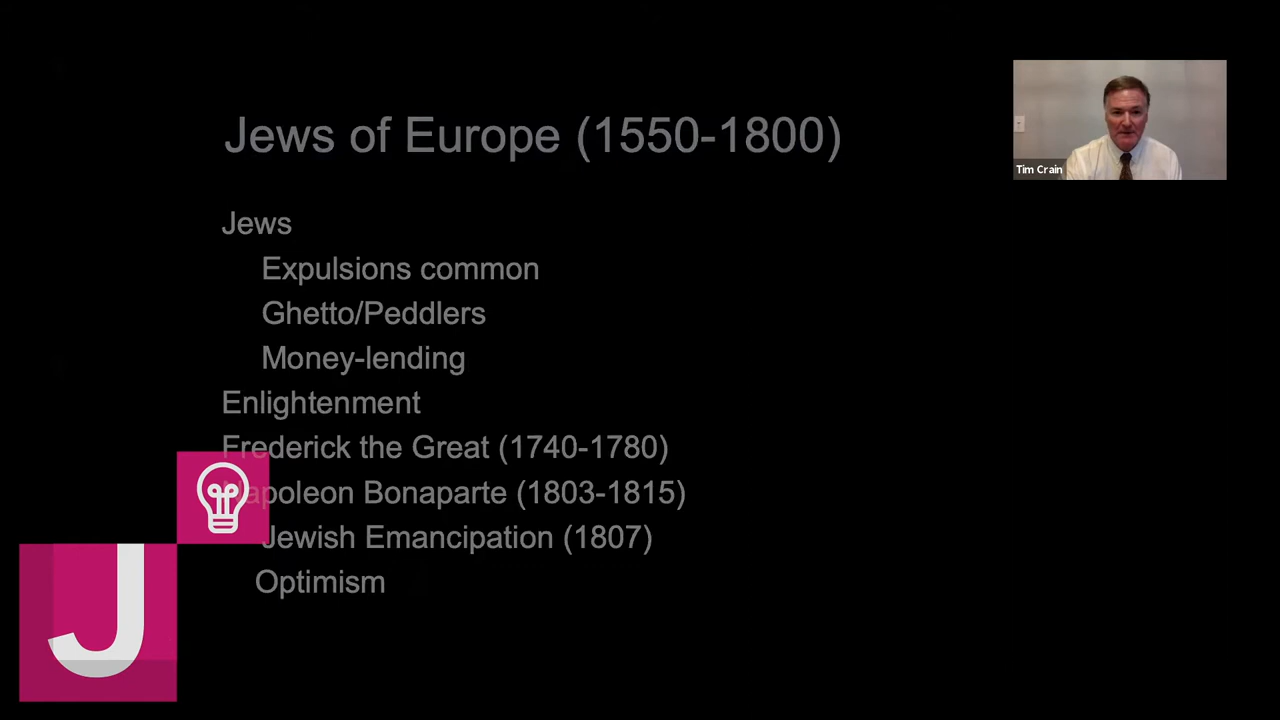 Jews of Europe (1550-1800)
Tim Crain
Jews
Expulsions common
Ghetto/Peddlers
Money-lending
Enlightenment
Frederick the Great (1740-1780)
Napoleon Bonaparte (1803-1815)
Jewish Emancipation (1807)
Optimism
J